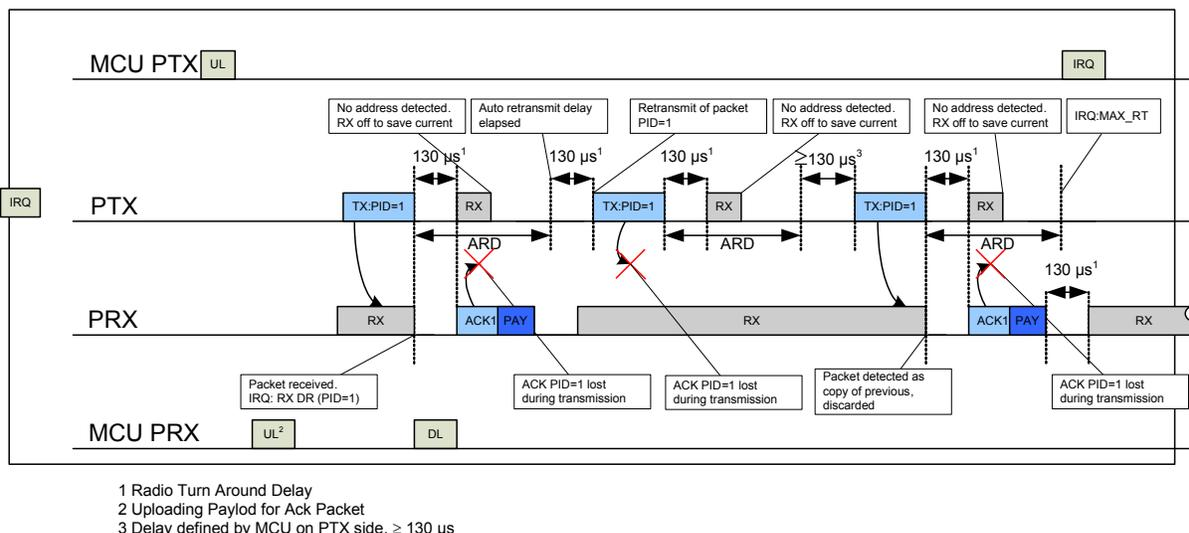 MCU PTX
UL
IRQ
No address detected.
RX off to save current
Auto retransmit delay
elapsed
Retransmit of packet
PID=1
No address detected.
RX off to save current
No address detected.
RX off to save current
IRQ:MAX_RT
130 µs¹
130 µs¹
130 µs¹
≥130 µs³
130 µs¹
IRQ
PTX
TX:PID=1
RX
TX:PID=1
RX
TX:PID=1
RX
ARD
ARD
ARD
130 µs¹
PRX
RX
ACK1
PAY
RX
ACK1
PAY
RX
Packet received.
IRQ: RX DR (PID=1)
ACK PID=1 lost
during transmission
ACK PID=1 lost
during transmission
Packet detected as
copy of previous,
discarded
ACK PID=1 lost
during transmission
MCU PRX
UL²
DL
1 Radio Turn Around Delay
2 Uploading Paylod for Ack Packet
3 Delay defined by MCU on PTX side, ≥ 130 µs